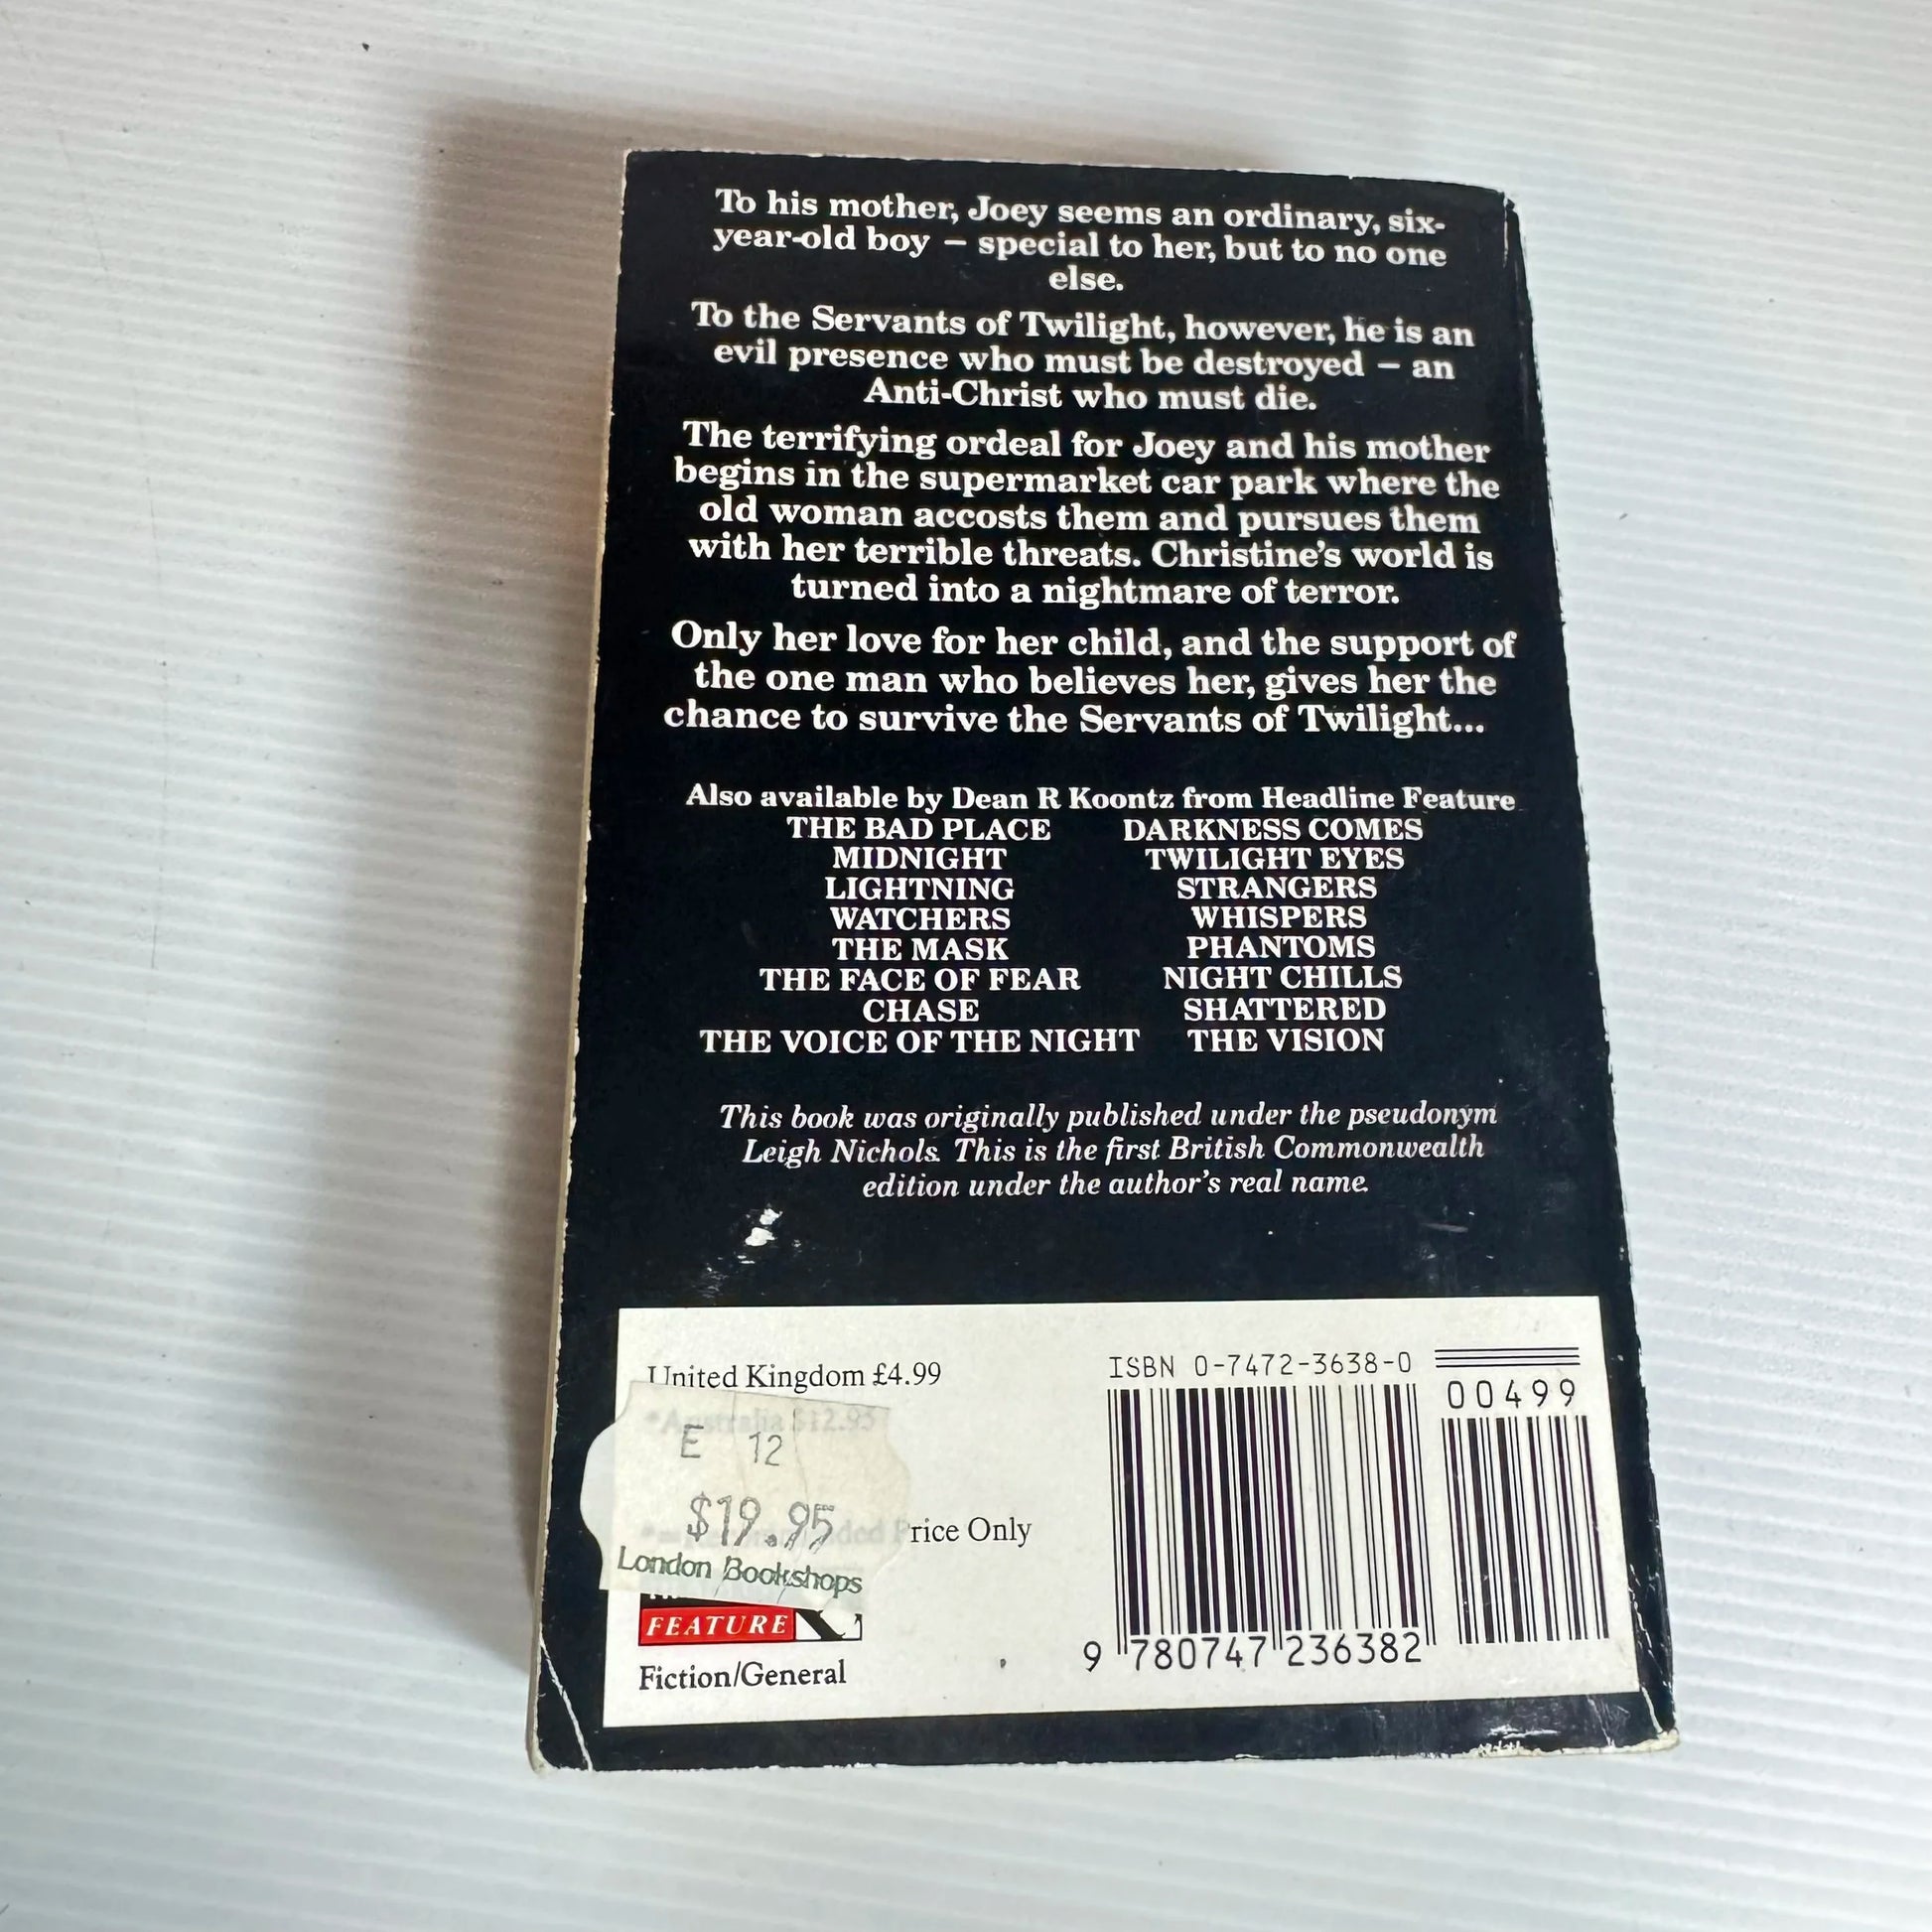 To his mother, Joey seems an ordinary, six-
year-old boy – special to her, but to no one
else.
To the Servants of Twilight, however, he is an
evil presence who must be destroyed – an
Anti-Christ who must die.
The terrifying ordeal for Joey and his mother
begins in the supermarket car park where the
old woman accosts them and pursues them
with her terrible threats. Christine's world is
turned into a nightmare of terror.
Only her love for her child, and the support of
the one man who believes her, gives her the
chance to survive the Servants of Twilight...
Also available by Dean R Koontz from Headline Feature
THE BAD PLACE DARKNESS COMES
MIDNIGHT TWILIGHT EYES
LIGHTNING STRANGERS
WATCHERS WHISPERS
THE MASK PHANTOMS
THE FACE OF FEAR NIGHT CHILLS
CHASE SHATTERED
THE VOICE OF THE NIGHT THE VISION
This book was originally published under the pseudonym
Leigh Nichols. This is the first British Commonwealth
edition under the author's real name.
United Kingdom £4.99
*Australia $12.95
E 12
$19.95
Price Only
London Bookshops
FEATURE
Fiction/General
ISBN 0-7472-3638-0
00499
9 780747 236382